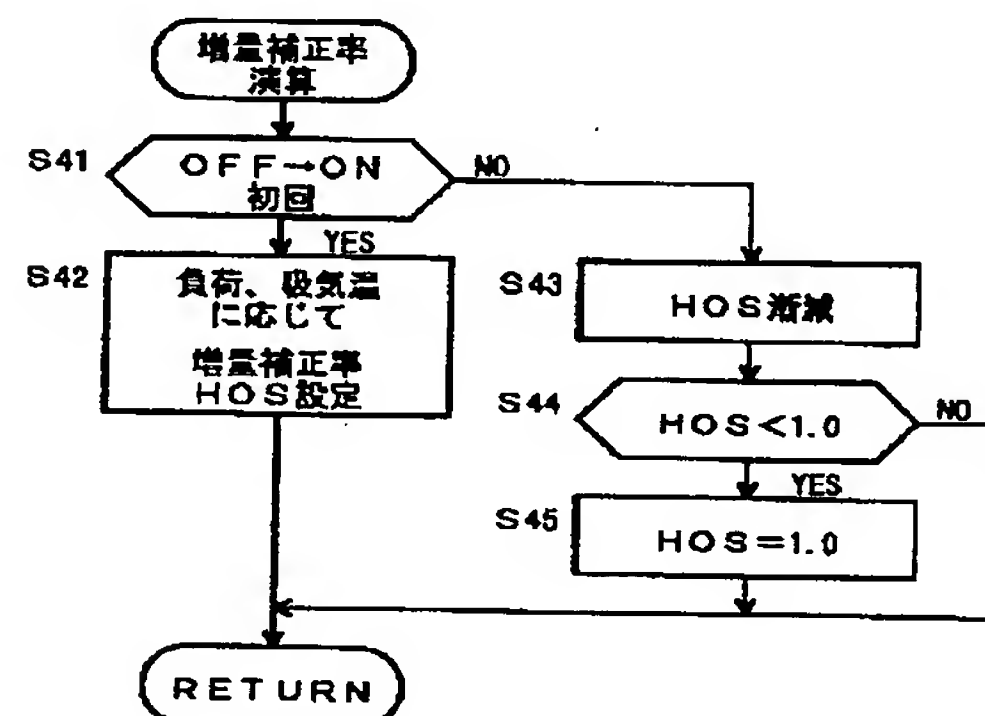 増量補正率
演算
S41
OFF→ON
初回
NO
YES
S42
負荷、吸気温
に応じて
増量補正率
HOS設定
S43
HOS漸減
S44
HOS<1.0
NO
YES
S45
HOS=1.0
RETURN